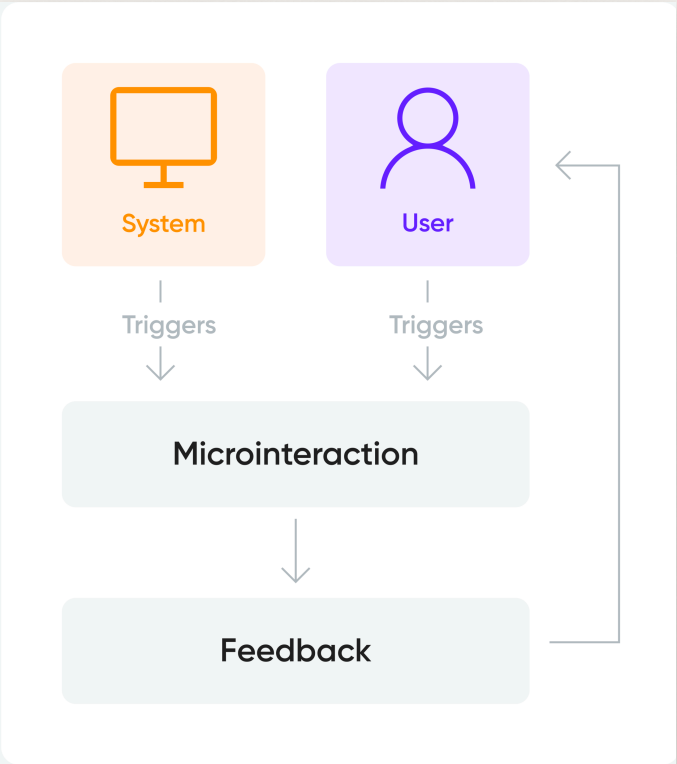 System
User
Triggers
Triggers
Microinteraction
Feedback